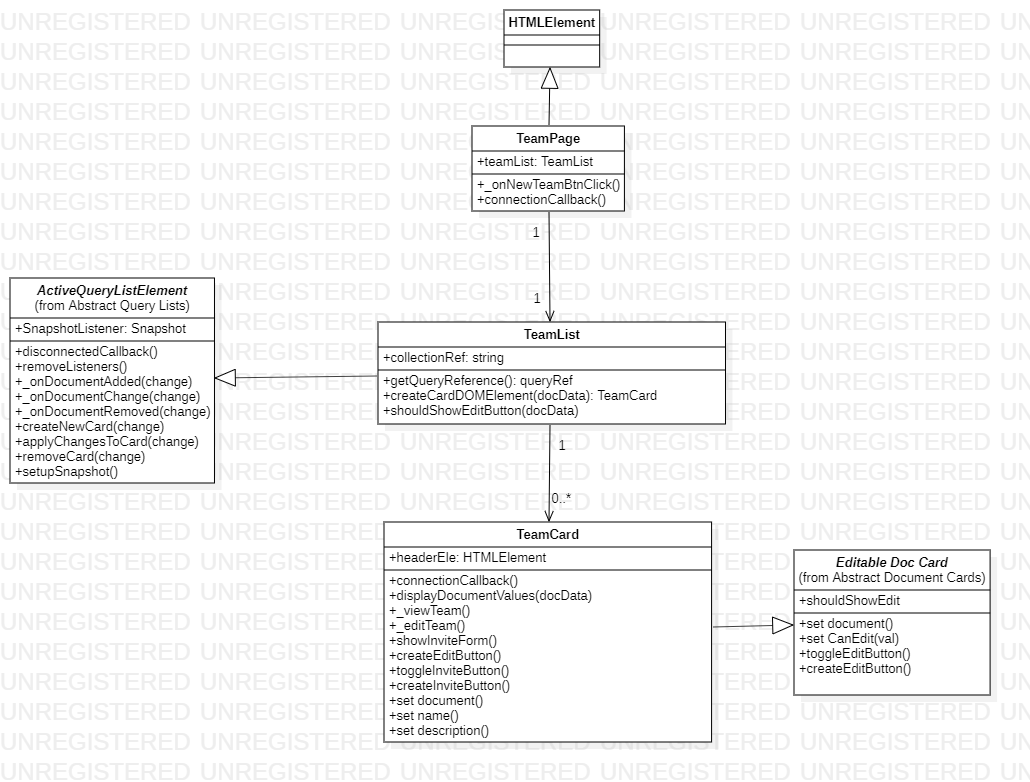 HTMLElement
TeamPage
+teamList: TeamList
+_onNewTeamBtnClick()
+connectionCallback()
1
1
ActiveQueryListElement
(from Abstract Query Lists)
+SnapshotListener: Snapshot
+disconnectedCallback()
+removeListeners()
+_onDocumentAdded(change)
+_onDocumentChange(change)
+_onDocumentRemoved(change)
+createNewCard(change)
+applyChangesToCard(change)
+removeCard(change)
+setupSnapshot()
TeamList
+collectionRef: string
+getQueryReference(): queryRef
+createCardDOMElement(docData): TeamCard
+shouldShowEditButton(docData)
1
0..*
TeamCard
+headerEle: HTMLElement
+connectionCallback()
+displayDocumentValues(docData)
+_viewTeam()
+_editTeam()
+showInviteForm()
+createEditButton()
+toggleInviteButton()
+createInviteButton()
+set document()
+set name()
+set description()
Editable Doc Card
(from Abstract Document Cards)
+shouldShowEdit
+set document()
+set CanEdit(val)
+toggleEditButton()
+createEditButton()
UNREGISTERED